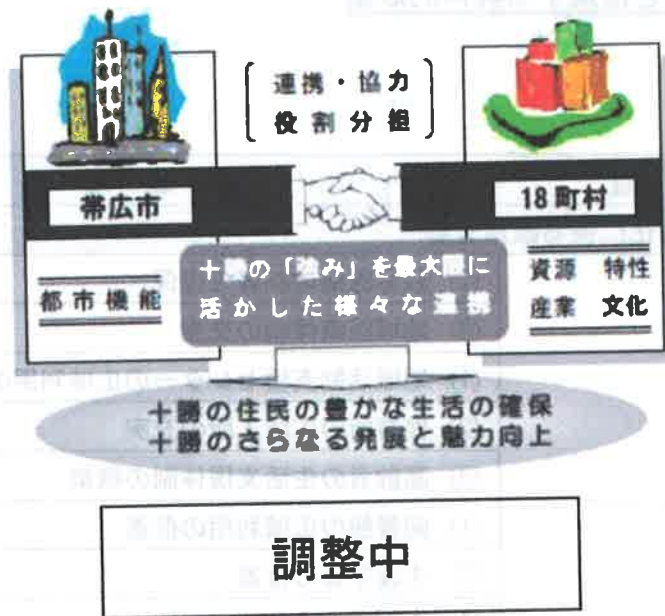 連携・協力
役割分担
帯広市
18町村
都市機能
十勝の「強み」を最大限に
活かした様々な連携
資源 特性
産業 文化
十勝の住民の豊かな生活の確保
十勝のさらなる発展と魅力向上
調整中